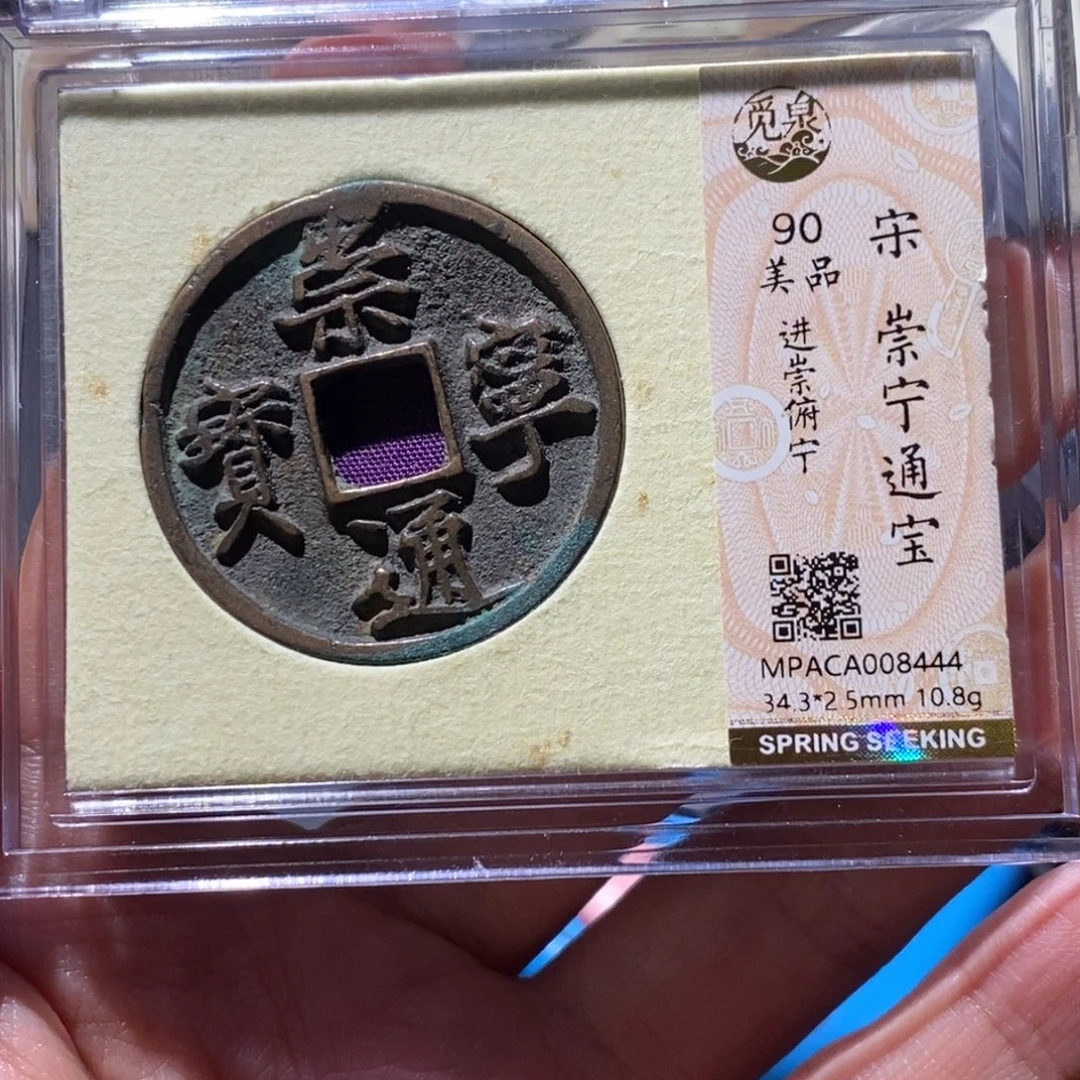 崇寧通寶
觅泉
宋 崇宁通宝
90
美品
进崇俯宁
MPACA008444
34.3*2.5mm 10.8g
SPRING SEEKING